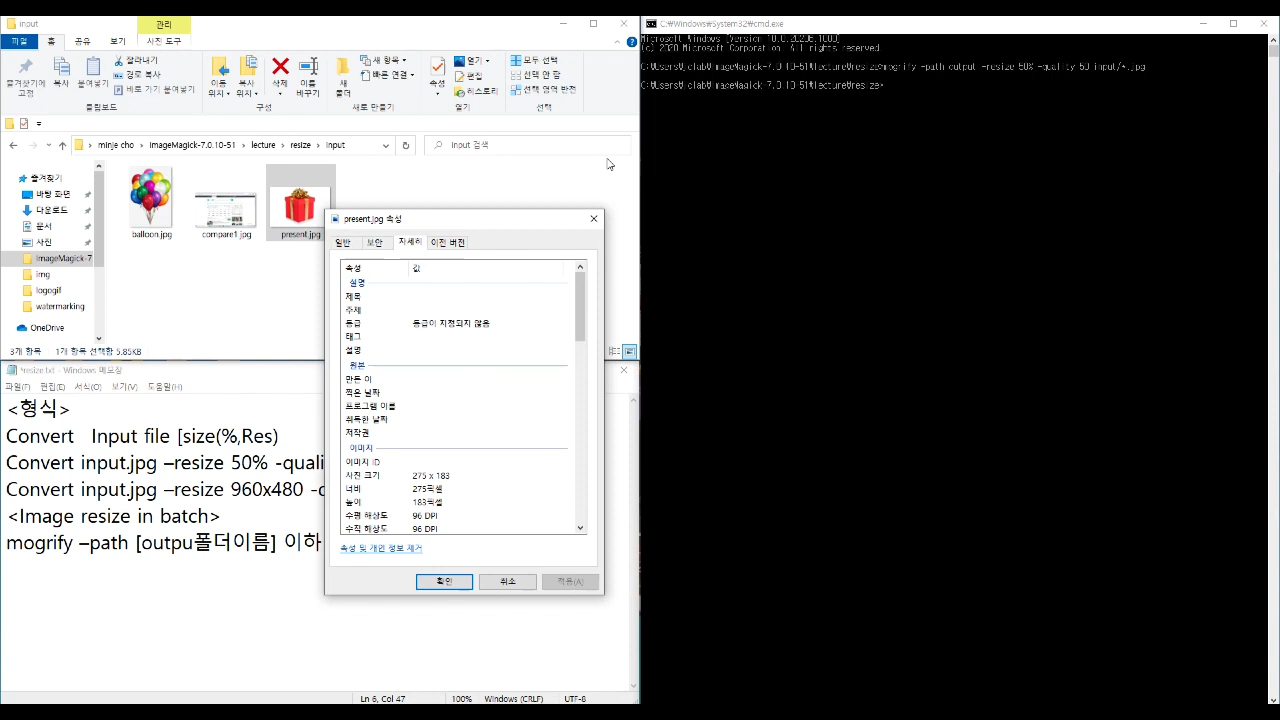 input
관리
파일
홈
공유
보기
사진 도구
즐겨찾기에 고정
복사
붙여넣기
잘라내기
경로 복사
바로 가기 붙여넣기
클립보드
이동 위치
복사 위치
삭제
이름 바꾸기
구성
새 폴더
새 항목
빠른 연결
새로 만들기
속성
열기
편집
히스토리
열기
모두 선택
선택 안 함
선택 영역 반전
선택
minje cho
ImageMagick-7.0.10-51
lecture
resize
input
input 검색
즐겨찾기
바탕 화면
다운로드
문서
사진
ImageMagick-7
img
logogif
watermarking
OneDrive
balloon.jpg
compare1.jpg
present.jpg
3개 항목
1개 항목 선택함 5.85KB
present.jpg 속성
일반
보안
자세히
이전 버전
속성 값
설명
제목
주제
등급 등급이 지정되지 않음
태그
설명
원본
만든 이
찍은 날짜
프로그램 이름
취득한 날짜
저작권
이미지
이미지 ID
사진 크기 275 x 183
너비 275픽셀
높이 183픽셀
수평 해상도 96 DPI
수직 해상도 96 DPI
속성 및 개인 정보 제거
확인
취소
적용(A)
*resize.txt - Windows 메모장
파일(F) 편집(E) 서식(O) 보기(V) 도움말(H)
<형식>
Convert Input file [size(%,Res)
Convert input.jpg –resize 50% -quali
Convert input.jpg –resize 960x480 -
<Image resize in batch>
mogrify –path [outpu폴더이름] 이하
Ln 6, Col 47
100%
Windows (CRLF)
UTF-8
C:\Windows\System32\cmd.exe
Microsoft Windows [Version
(c) 2020 Microsoft Corporation. All rights reserved.
mogrify -path output -resize 50% -quality 50 input/*.jpg